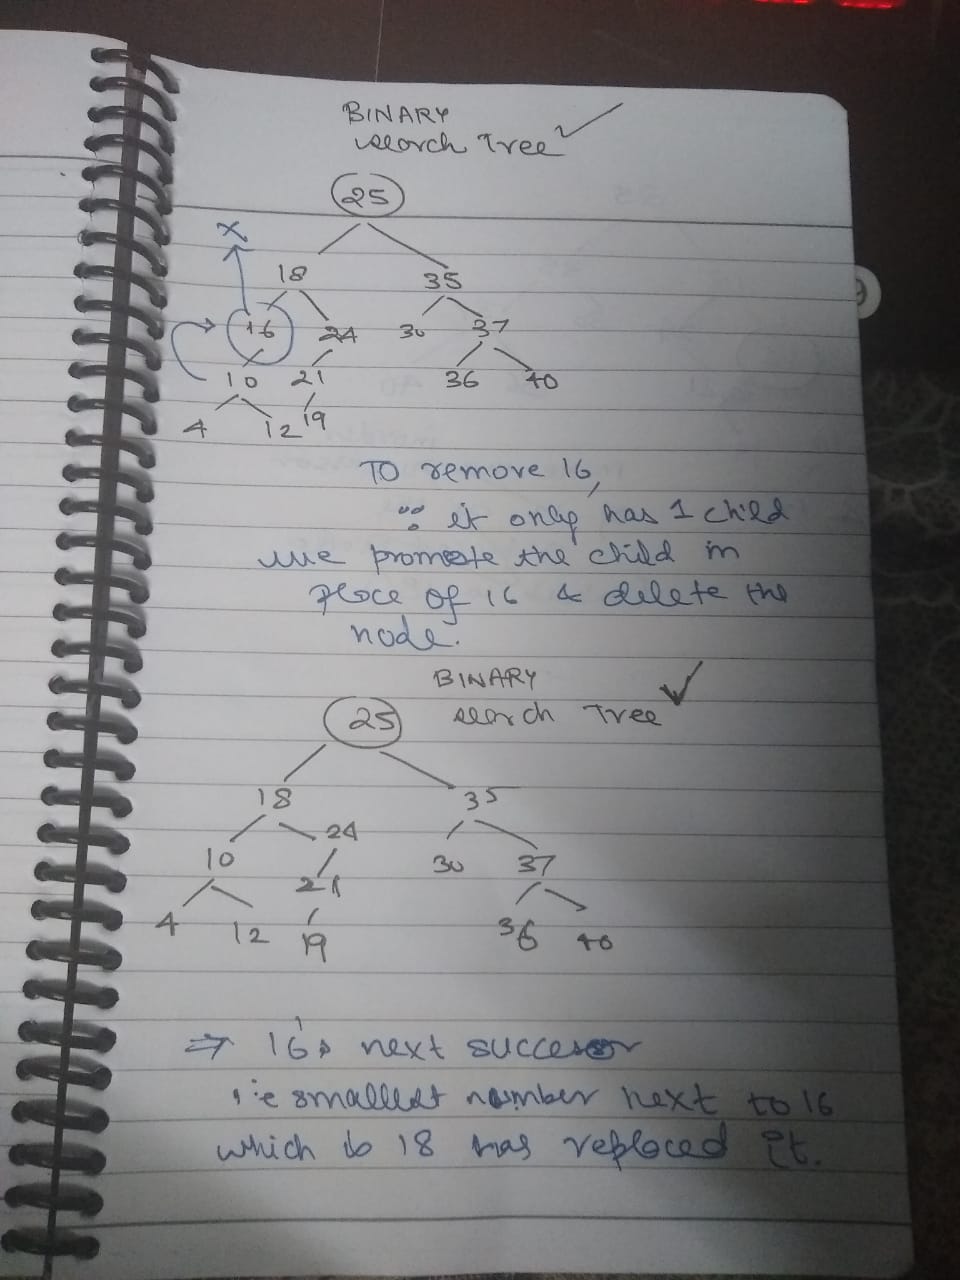 BINARY
search Tree
25
X
18 35
16 24 30 37
10 21 36 40
4 12 19
TO remove 16,
∵ it only has 1 child
we promote the child in
place of 16 & delete the
node.
BINARY
search Tree
25
18 35
24
10 30 37
21
4 12 19 36 40
⇒ 16's next succesor
i.e smallest number next to 16
which is 18 has replaced it.